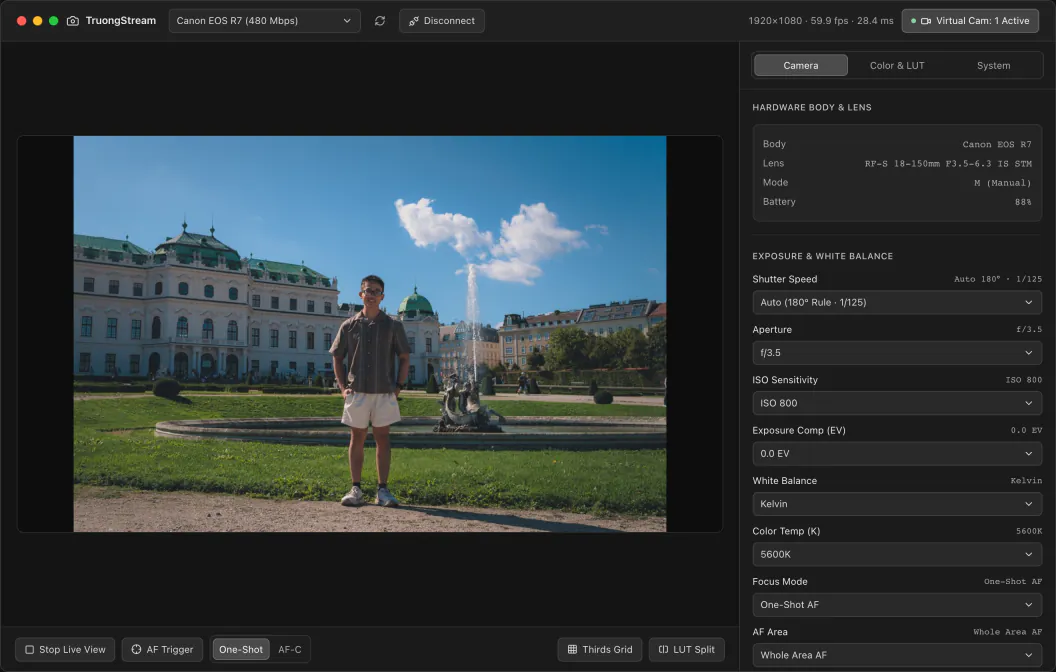 TruongStream
Canon EOS R7 (480 Mbps)
Disconnect
1920×1080 · 59.9 fps · 28.4 ms
Virtual Cam: 1 Active
Camera
Color & LUT
System
HARDWARE BODY & LENS
Body Canon EOS R7
Lens RF-S 18-150mm F3.5-6.3 IS STM
Mode M (Manual)
Battery 88%
EXPOSURE & WHITE BALANCE
Shutter Speed Auto 180° · 1/125
Auto (180° Rule · 1/125)
Aperture f/3.5
f/3.5
ISO Sensitivity ISO 800
ISO 800
Exposure Comp (EV) 0.0 EV
0.0 EV
White Balance Kelvin
Kelvin
Color Temp (K) 5600K
5600K
Focus Mode One-Shot AF
One-Shot AF
AF Area Whole Area AF
Whole Area AF
Stop Live View
AF Trigger
One-Shot
AF-C
Thirds Grid
LUT Split